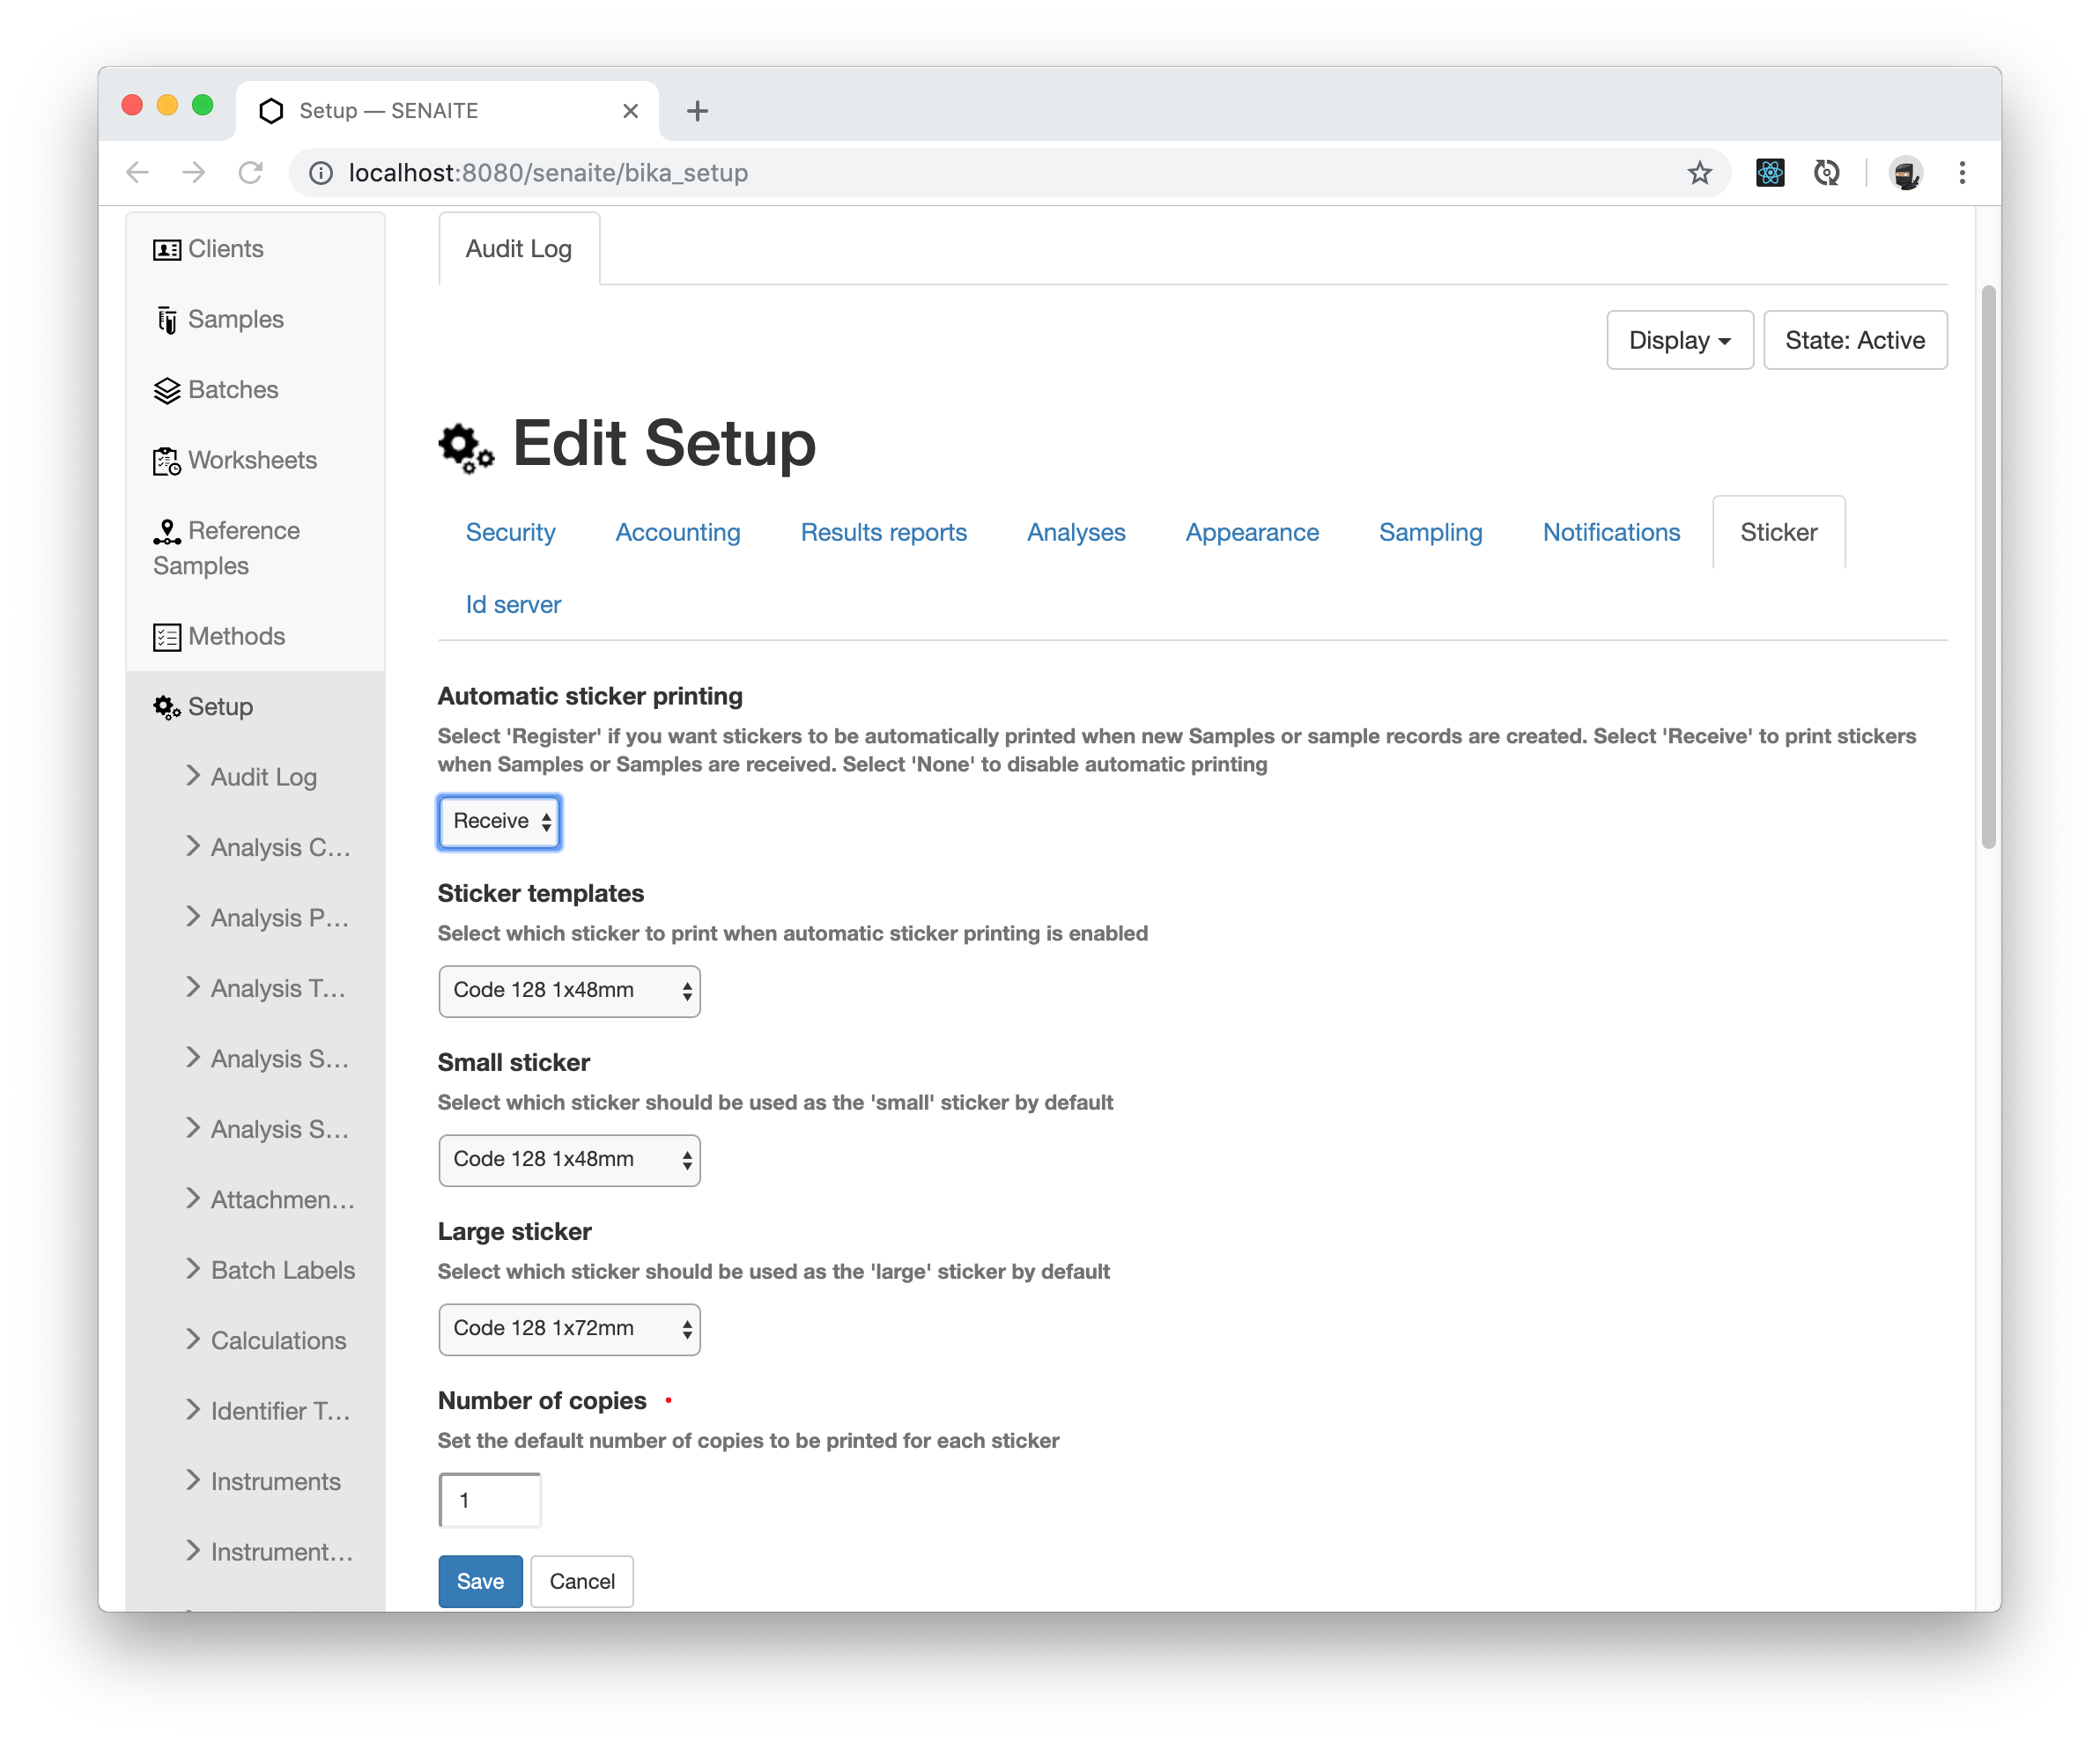 Setup — SENAITE
localhost:8080/senaite/bika_setup
Clients
Samples
Batches
Worksheets
Reference
Samples
Methods
Setup
Audit Log
Analysis C...
Analysis P...
Analysis T...
Analysis S...
Analysis S...
Attachmen...
Batch Labels
Calculations
Identifier T...
Instruments
Instrument...
Audit Log
Display
State: Active
Edit Setup
Security Accounting Results reports Analyses Appearance Sampling Notifications Sticker
Id server
Automatic sticker printing
Select 'Register' if you want stickers to be automatically printed when new Samples or sample records are created. Select 'Receive' to print stickers
when Samples or Samples are received. Select 'None' to disable automatic printing
Receive
Sticker templates
Select which sticker to print when automatic sticker printing is enabled
Code 128 1x48mm
Small sticker
Select which sticker should be used as the 'small' sticker by default
Code 128 1x48mm
Large sticker
Select which sticker should be used as the 'large' sticker by default
Code 128 1x72mm
Number of copies
Set the default number of copies to be printed for each sticker
1
Save Cancel